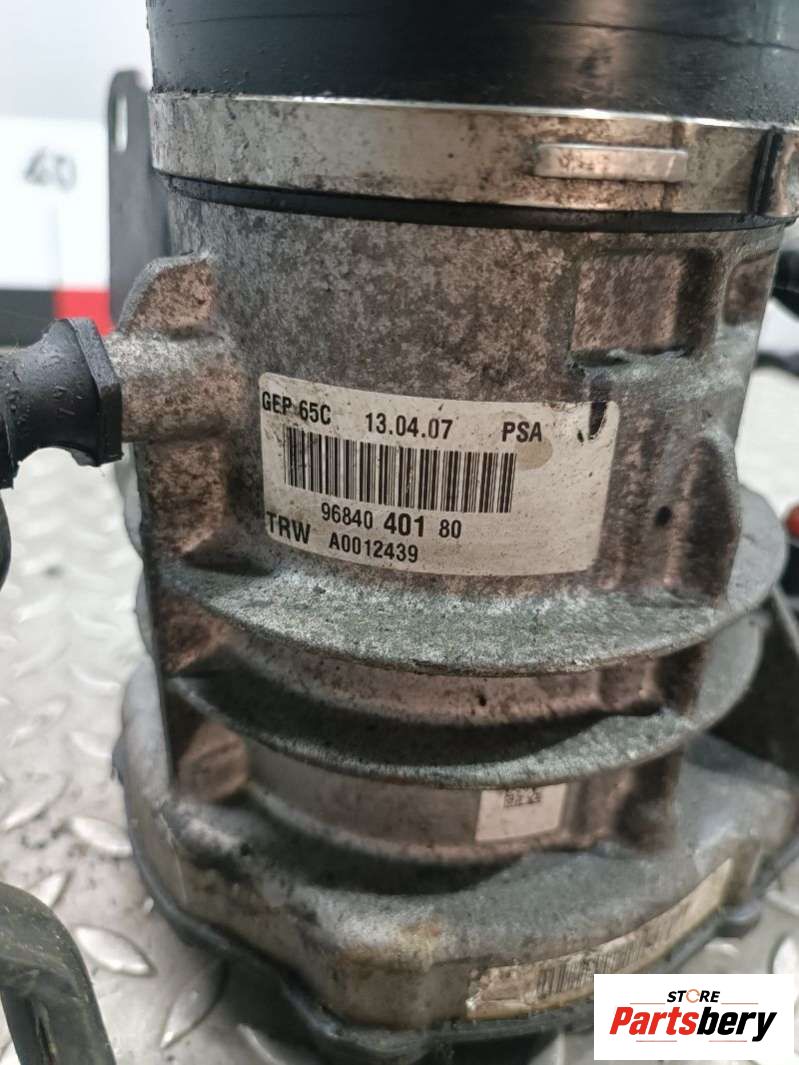 40
GEP 65C 13.04.07 PSA
96840 401 80
TRW A0012439
STORE
Partsbery